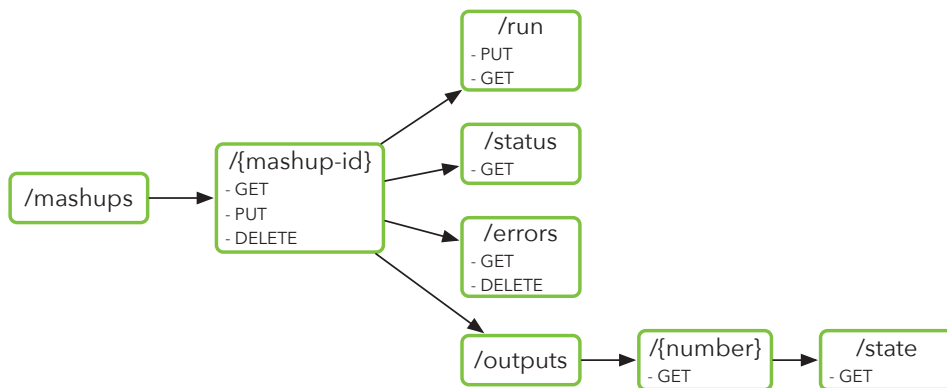 /mashups
/{mashup-id}
- GET
- PUT
- DELETE
/run
- PUT
- GET
/status
- GET
/errors
- GET
- DELETE
/outputs
/{number}
- GET
/state
- GET